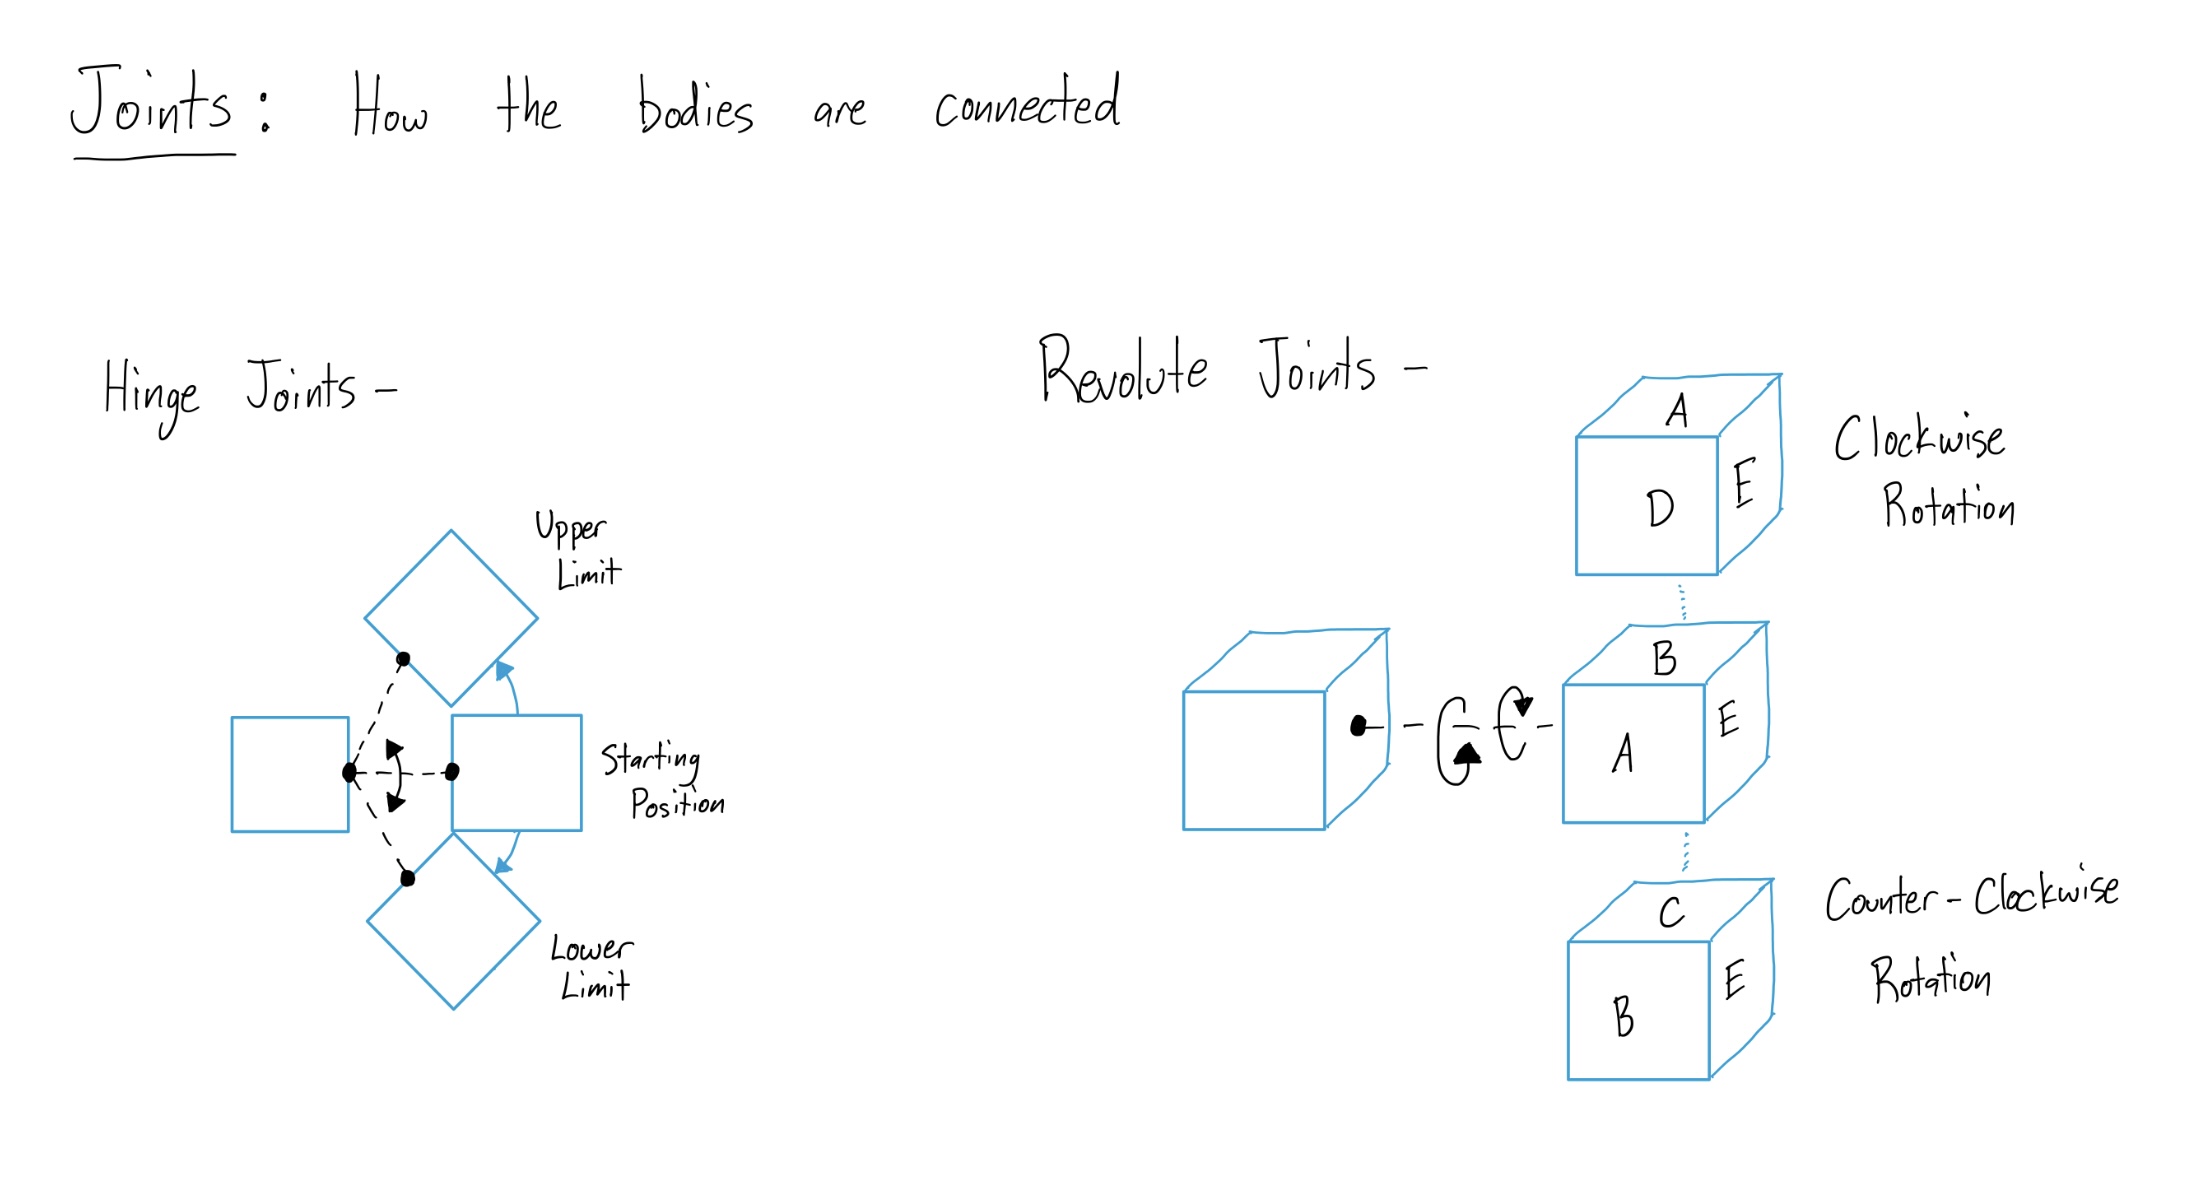 Joints: How the bodies are connected
Hinge Joints -
Upper
Limit
Starting
Position
Lower
Limit
Revolute Joints -
A
D
E
Clockwise
Rotation
B
A
E
C
B
E
Counter-Clockwise
Rotation